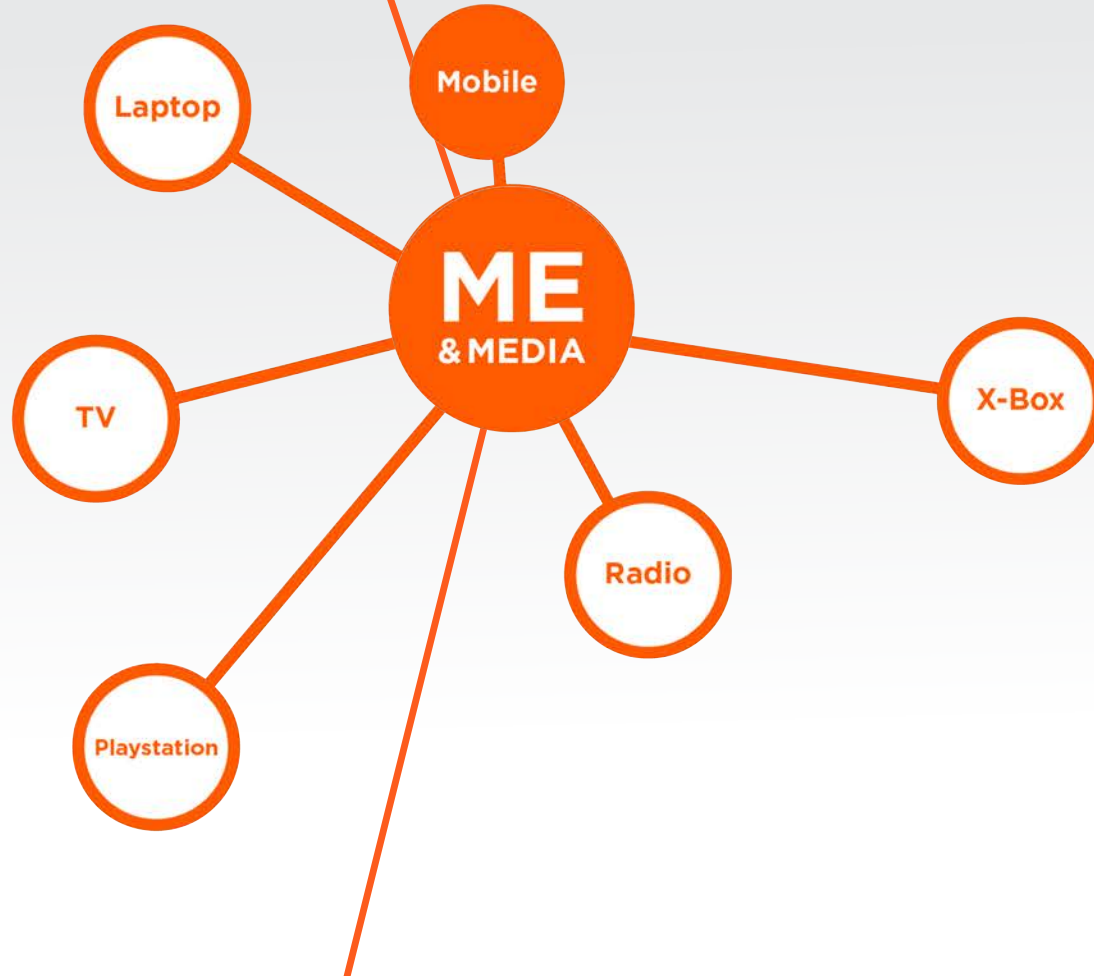 Mobile
Laptop
ME
& MEDIA
TV
X-Box
Radio
Playstation